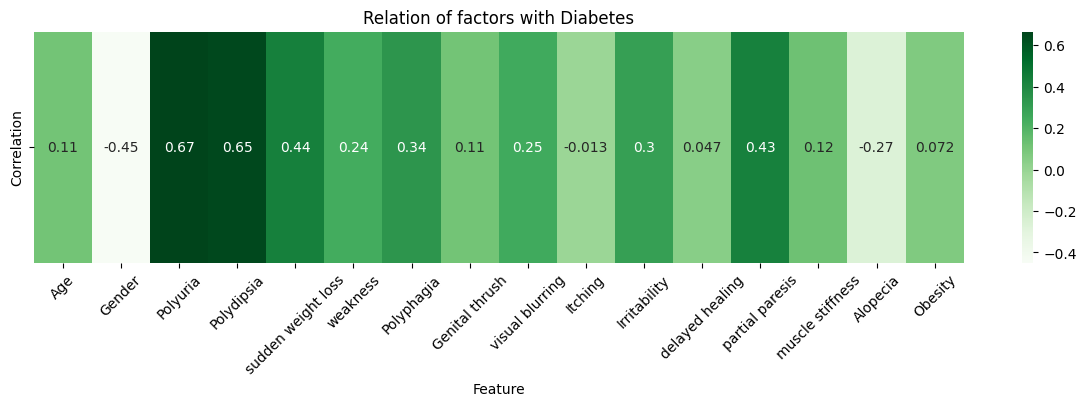 Relation of factors with Diabetes
Correlation
0.11 -0.45 0.67 0.65 0.44 0.24 0.34 0.11 0.25 -0.013 0.3 0.047 0.43 0.12 -0.27 0.072
Age Gender Polyuria Polydipsia sudden weight loss weakness Polyphagia Genital thrush visual blurring Itching Irritability delayed healing partial paresis muscle stiffness Alopecia Obesity
Feature
0.6
0.4
0.2
0.0
−0.2
−0.4